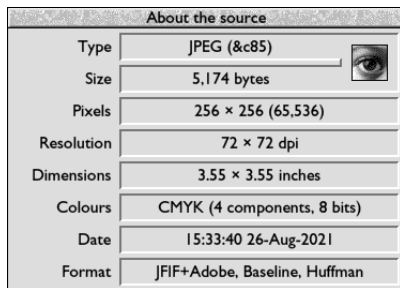 About the source
Type JPEG (&c85)
Size 5,174 bytes
Pixels 256 × 256 (65,536)
Resolution 72 × 72 dpi
Dimensions 3.55 × 3.55 inches
Colours CMYK (4 components, 8 bits)
Date 15:33:40 26-Aug-2021
Format JFIF+Adobe, Baseline, Huffman